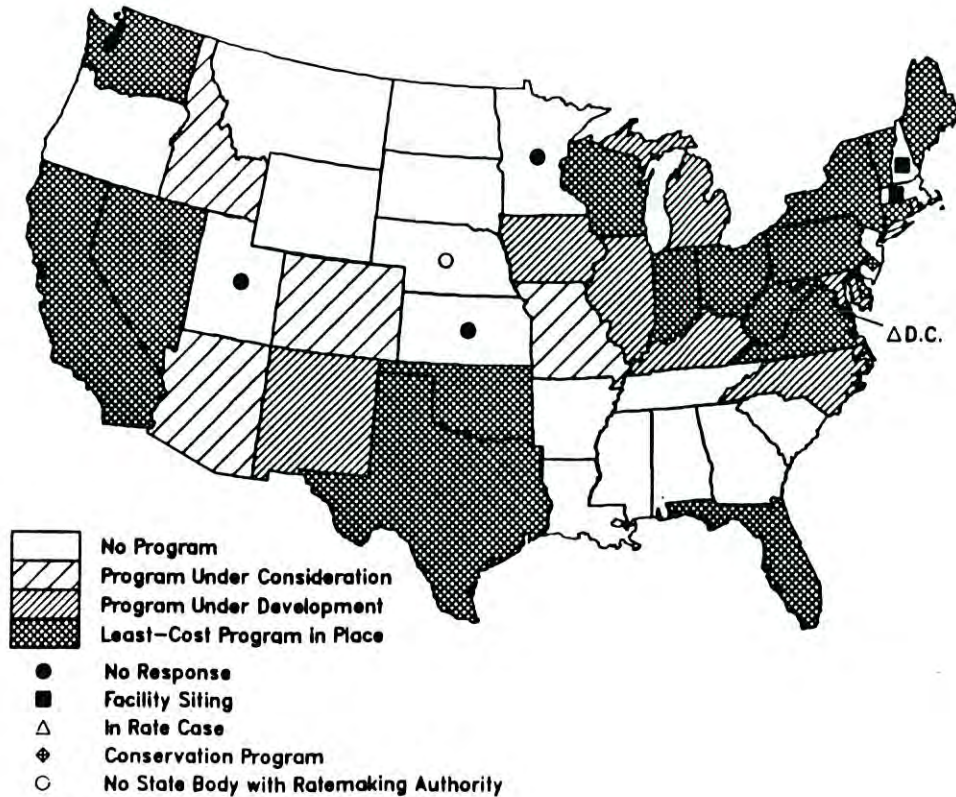 △ D.C.
No Program
Program Under Consideration
Program Under Development
Least-Cost Program in Place
No Response
Facility Siting
In Rate Case
Conservation Program
No State Body with Ratemaking Authority